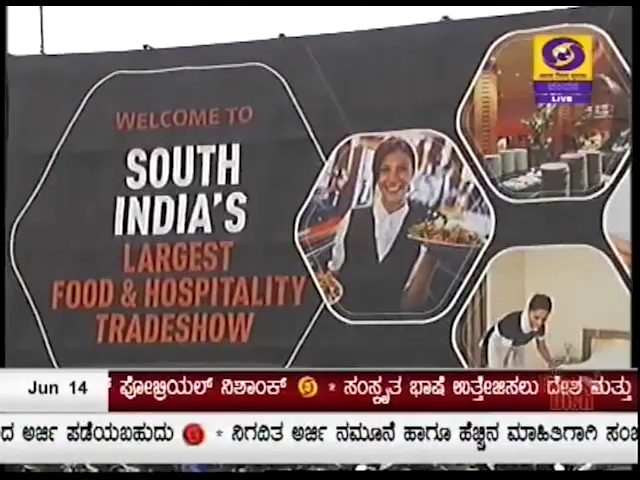 WELCOME TO
SOUTH
INDIA'S
LARGEST
FOOD & HOSPITALITY
TRADESHOW
ಚಂದನ
LIVE
Jun 14
ಪೋಖ್ರಿಯಲ್ ನಿಶಾಂಕ್ * ಸಂಸ್ಕೃತ ಭಾಷೆ ಉತ್ತೇಜಿಸಲು ದೇಶ ಮತ್ತು
ದ ಅರ್ಜಿ ಪಡೆಯಬಹುದು * ನಿಗದಿತ ಅರ್ಜಿ ನಮೂನೆ ಹಾಗೂ ಹೆಚ್ಚಿನ ಮಾಹಿತಿಗಾಗಿ ಸಂಜ